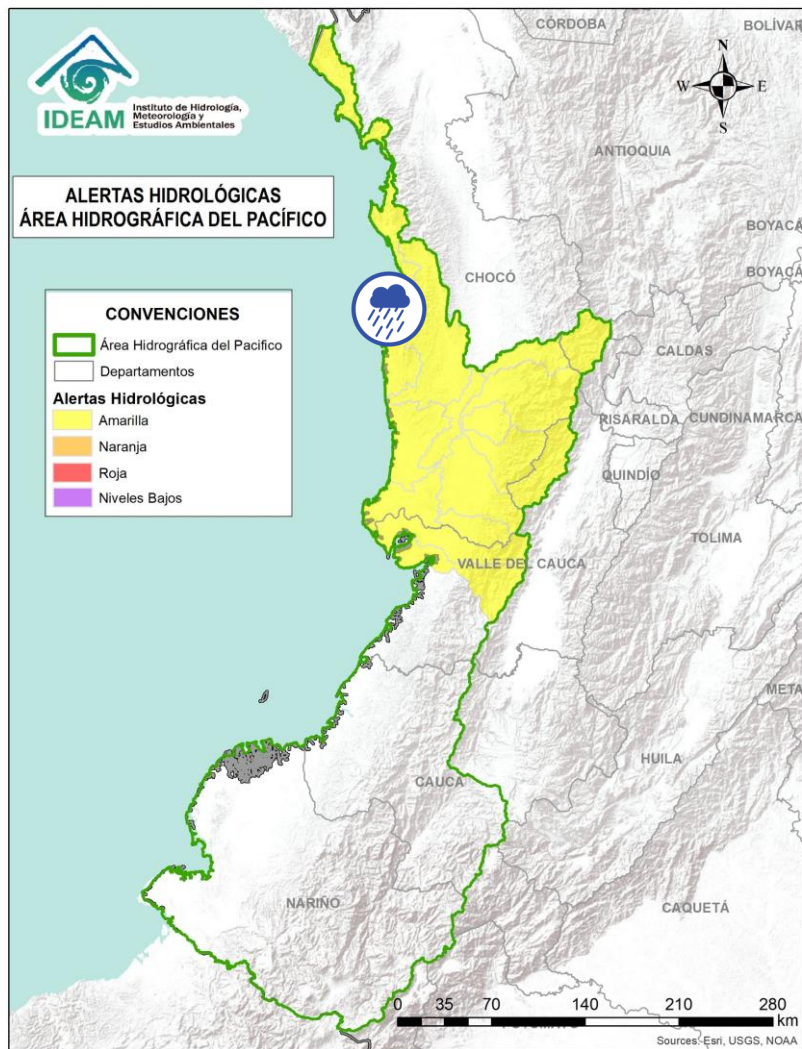 IDEAM
Instituto de Hidrología,
Meteorología y
Estudios Ambientales
ALERTAS HIDROLÓGICAS
ÁREA HIDROGRÁFICA DEL PACÍFICO
CONVENCIONES
Área Hidrográfica del Pacifico
Departamentos
Alertas Hidrológicas
Amarilla
Naranja
Roja
Niveles Bajos
CÓRDOBA
BOLÍVAR
N
W
E
S
ANTIOQUIA
BOYACÁ
CHOCÓ
BOYACÁ
CALDAS
RISARALDA
CUNDINAMARCA
QUINDÍO
TOLIMA
VALLE DEL CAUCA
META
HUILA
CAUCA
NARIÑO
CAQUETÁ
0 35 70 140 210 280
km
Sources: Esri, USGS, NOAA